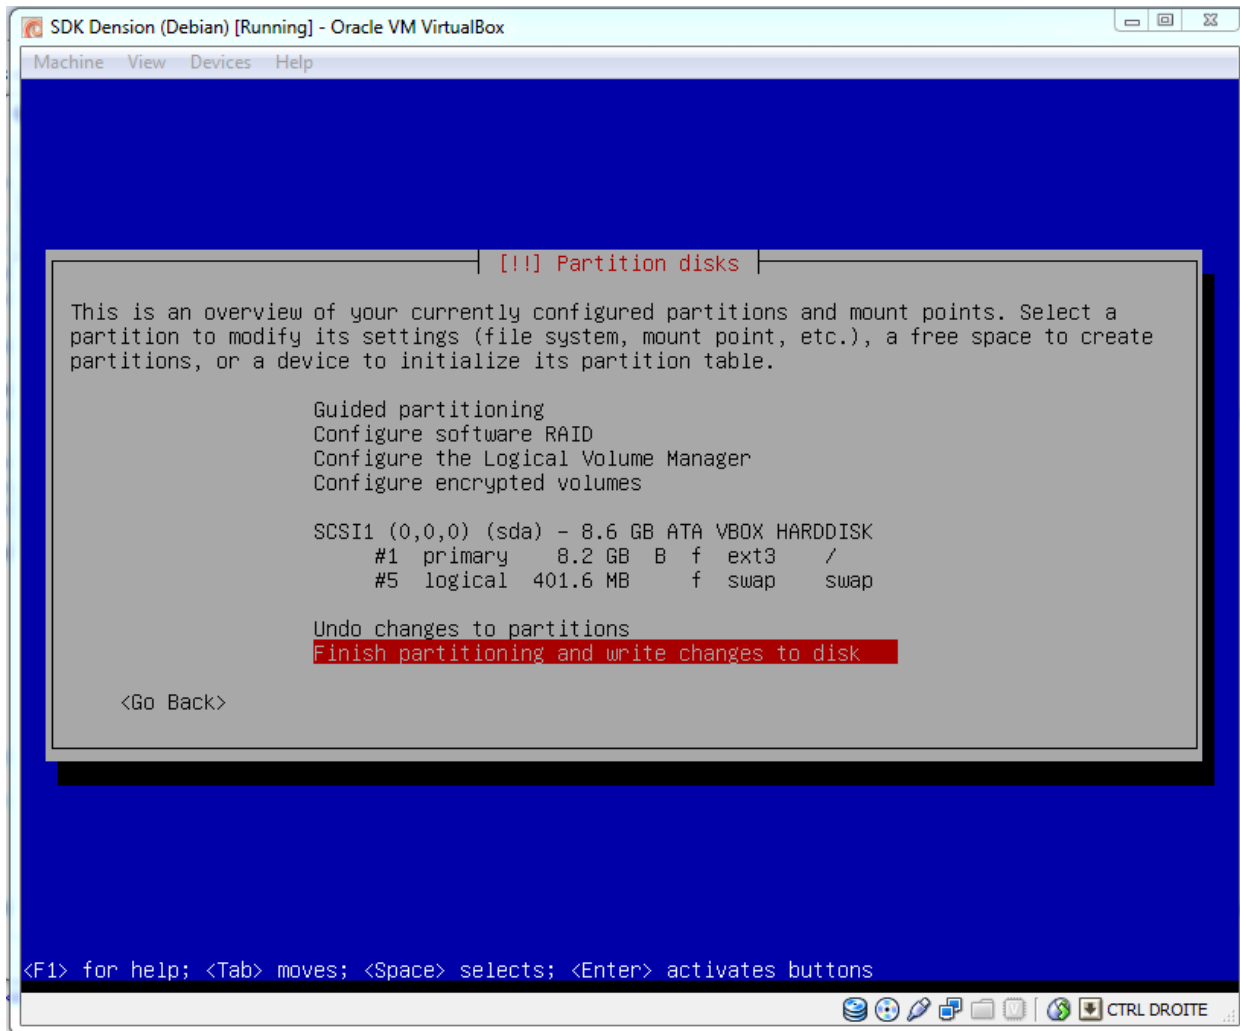 SDK Dension (Debian) [Running] - Oracle VM VirtualBox
Machine View Devices Help
[!!] Partition disks
This is an overview of your currently configured partitions and mount points. Select a
partition to modify its settings (file system, mount point, etc.), a free space to create
partitions, or a device to initialize its partition table.
Guided partitioning
Configure software RAID
Configure the Logical Volume Manager
Configure encrypted volumes
SCSI1 (0,0,0) (sda) - 8.6 GB ATA VBOX HARDDISK
#1 primary 8.2 GB B f ext3 /
#5 logical 401.6 MB f swap swap
Undo changes to partitions
Finish partitioning and write changes to disk
<Go Back>
<F1> for help; <Tab> moves; <Space> selects; <Enter> activates buttons
CTRL DROITE